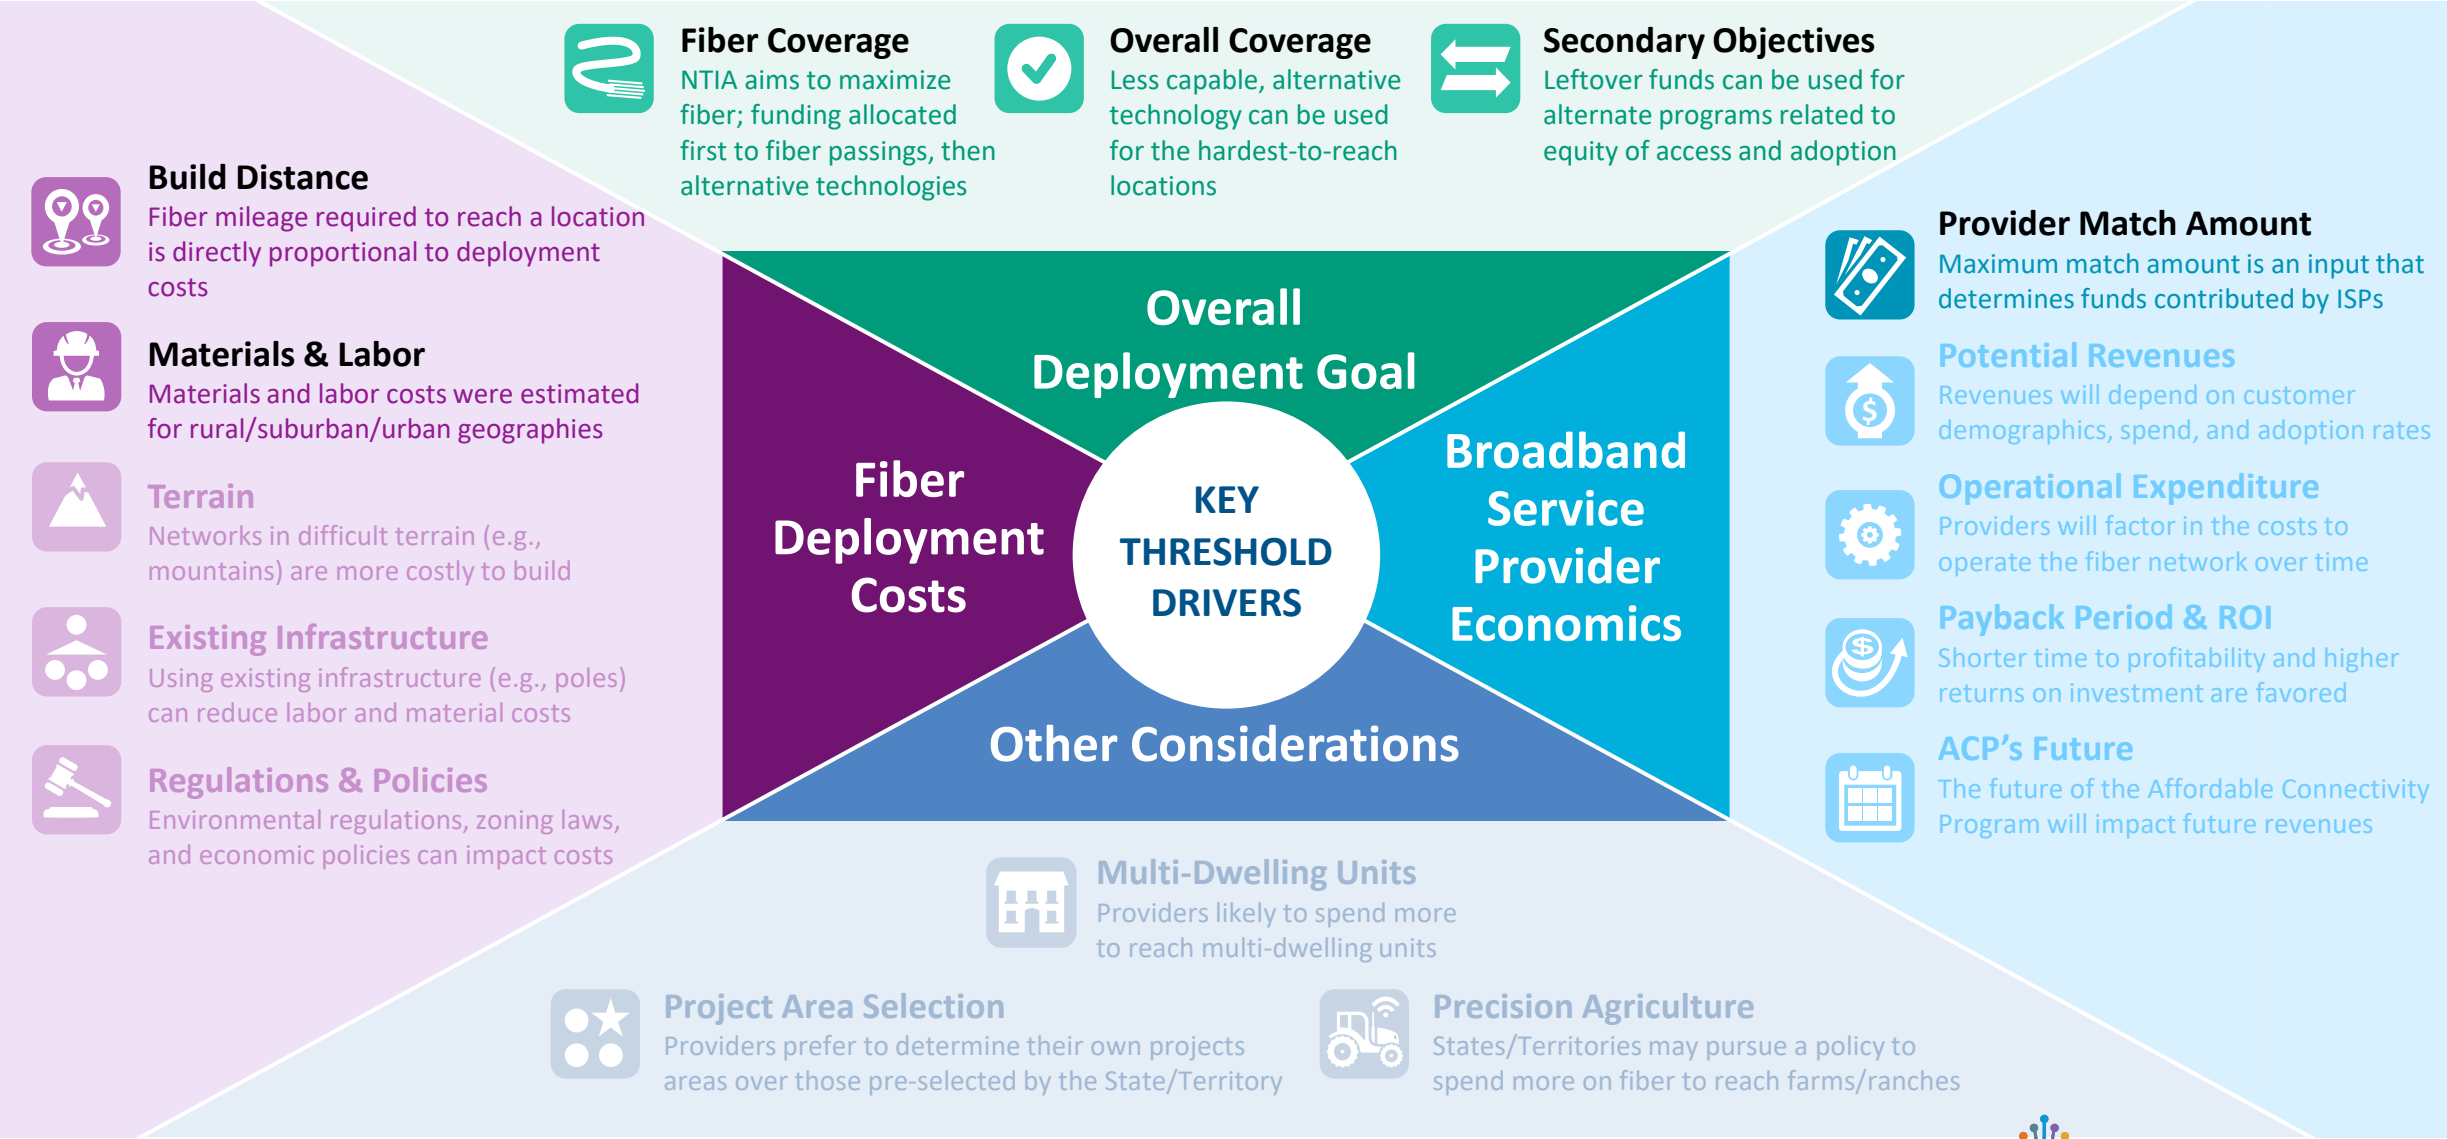 Fiber Coverage
NTIA aims to maximize
fiber; funding allocated
first to fiber passings, then
alternative technologies
Overall Coverage
Less capable, alternative
technology can be used
for the hardest-to-reach
locations
Secondary Objectives
Leftover funds can be used for
alternate programs related to
equity of access and adoption
Build Distance
Fiber mileage required to reach a location
is directly proportional to deployment
costs
Materials & Labor
Materials and labor costs were estimated
for rural/suburban/urban geographies
Terrain
Networks in difficult terrain (e.g.,
mountains) are more costly to build
Existing Infrastructure
Using existing infrastructure (e.g., poles)
can reduce labor and material costs
Regulations & Policies
Environmental regulations, zoning laws,
and economic policies can impact costs
Overall
Deployment Goal
Fiber
Deployment
Costs
KEY
THRESHOLD
DRIVERS
Broadband
Service
Provider
Economics
Other Considerations
Provider Match Amount
Maximum match amount is an input that
determines funds contributed by ISPs
Potential Revenues
Revenues will depend on customer
demographics, spend, and adoption rates
Operational Expenditure
Providers will factor in the costs to
operate the fiber network over time
Payback Period & ROI
Shorter time to profitability and higher
returns on investment are favored
ACP's Future
The future of the Affordable Connectivity
Program will impact future revenues
Multi-Dwelling Units
Providers likely to spend more
to reach multi-dwelling units
Project Area Selection
Providers prefer to determine their own projects
areas over those pre-selected by the State/Territory
Precision Agriculture
States/Territories may pursue a policy to
spend more on fiber to reach farms/ranches